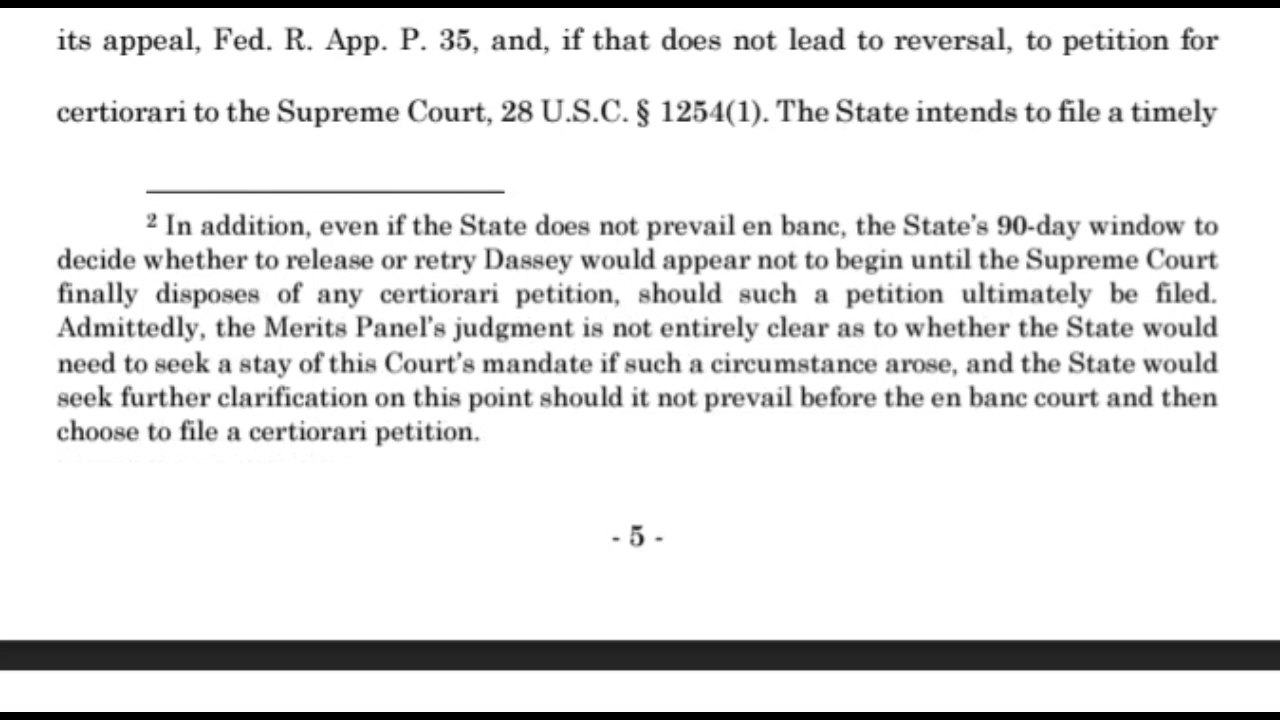 its appeal, Fed. R. App. P. 35, and, if that does not lead to reversal, to petition for
certiorari to the Supreme Court, 28 U.S.C. § 1254(1). The State intends to file a timely
2 In addition, even if the State does not prevail en banc, the State's 90-day window to
decide whether to release or retry Dassey would appear not to begin until the Supreme Court
finally disposes of any certiorari petition, should such a petition ultimately be filed.
Admittedly, the Merits Panel's judgment is not entirely clear as to whether the State would
need to seek a stay of this Court's mandate if such a circumstance arose, and the State would
seek further clarification on this point should it not prevail before the en banc court and then
choose to file a certiorari petition.
- 5 -